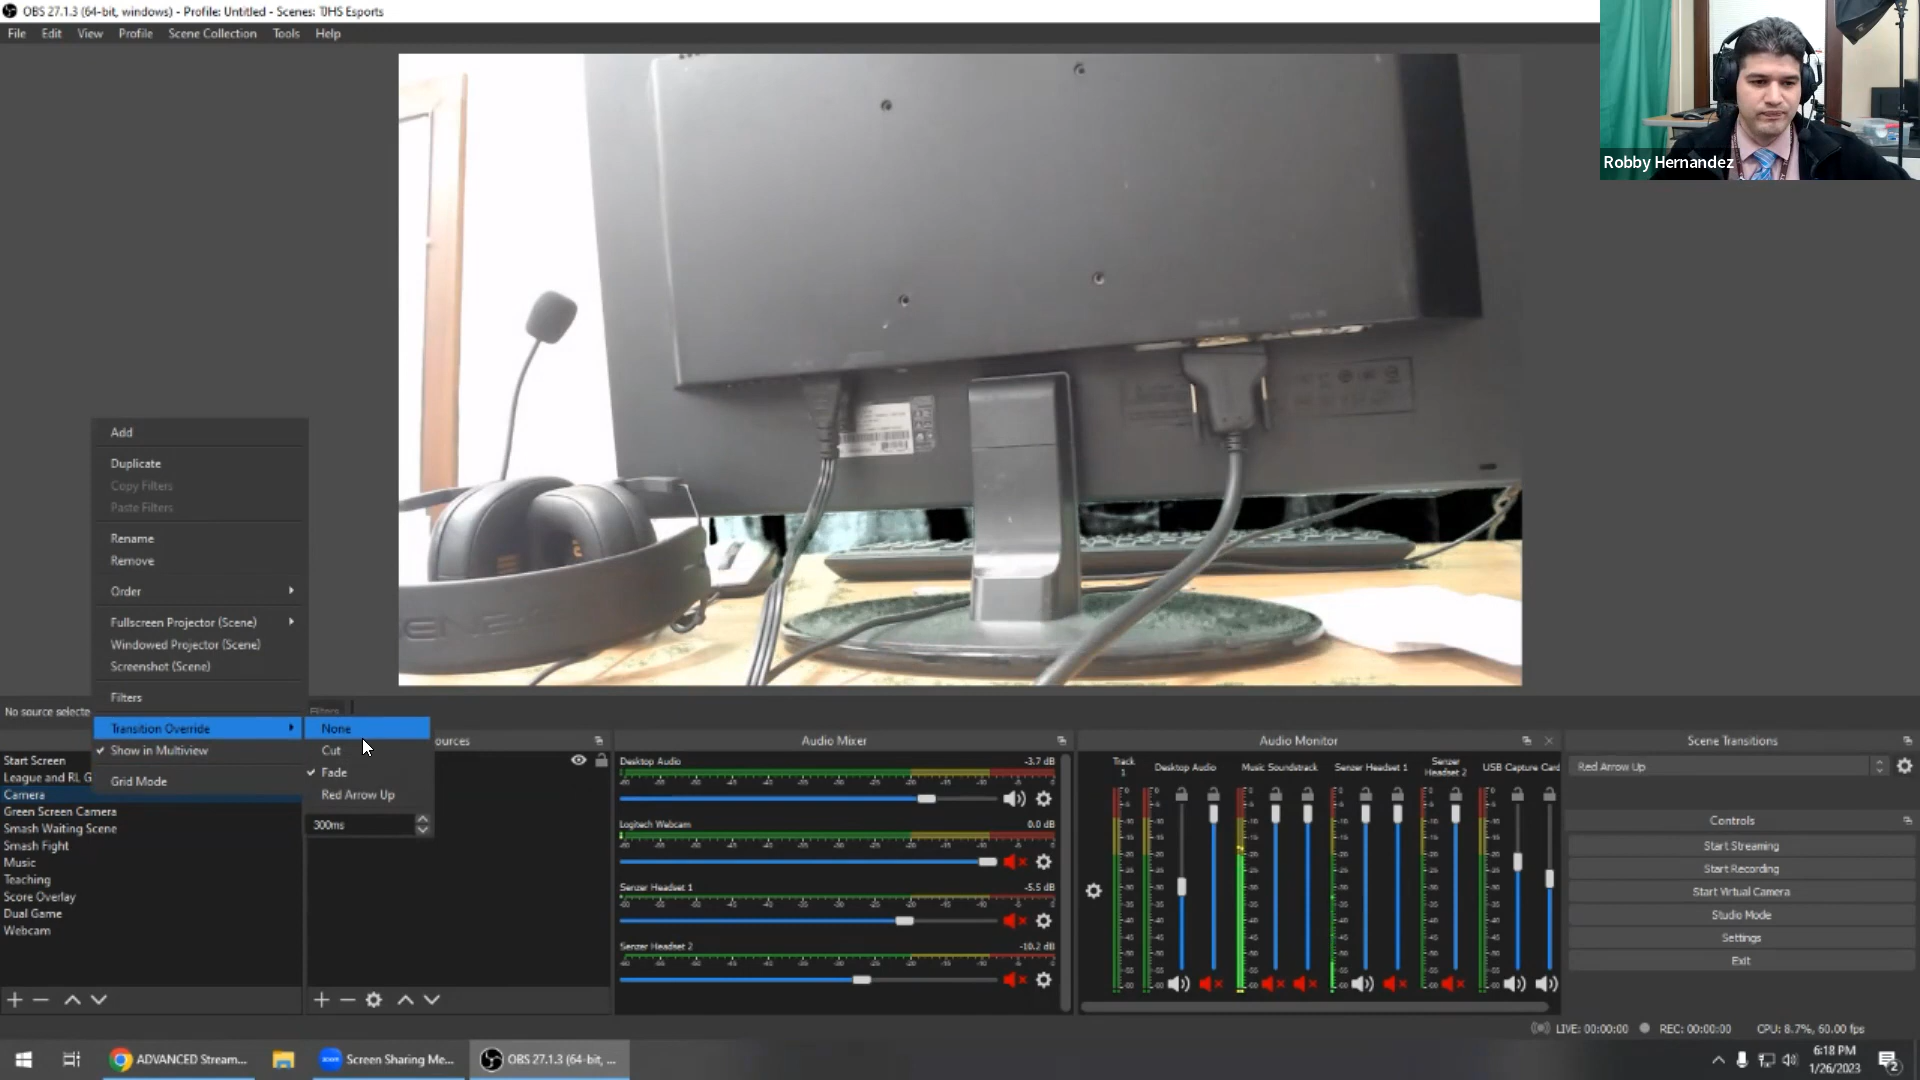 OBS 27.1.3 (64-bit, windows) - Profile: Untitled - Scenes: TJHS Esports
File Edit View Profile Scene Collection Tools Help
Robby Hernandez
Add
Duplicate
Copy Filters
Paste Filters
Rename
Remove
Order
Fullscreen Projector (Scene)
Windowed Projector (Scene)
Screenshot (Scene)
Filters
Transition Override
Show in Multiview
Grid Mode
None
Cut
Fade
Red Arrow Up
300ms
No source selecte
Filters
Start Screen
League and RL G
Camera
Green Screen Camera
Smash Waiting Scene
Smash Fight
Music
Teaching
Score Overlay
Dual Game
Webcam
ources
Audio Mixer
Desktop Audio -3.7 dB
Logitech Webcam 0.0 dB
Senzer Headset 1 -5.5 dB
Senzer Headset 2 -10.2 dB
Audio Monitor
Track 1
Desktop Audio
Music Soundtrack
Senzer Headset 1
Senzer Headset 2
USB Capture Card
Scene Transitions
Red Arrow Up
Controls
Start Streaming
Start Recording
Start Virtual Camera
Studio Mode
Settings
Exit
LIVE: 00:00:00 REC: 00:00:00 CPU: 8.7%, 60.00 fps
ADVANCED Stream...
zoom
Screen Sharing Me...
OBS 27.1.3 (64-bit, ...
6:18 PM
1/26/2023
2